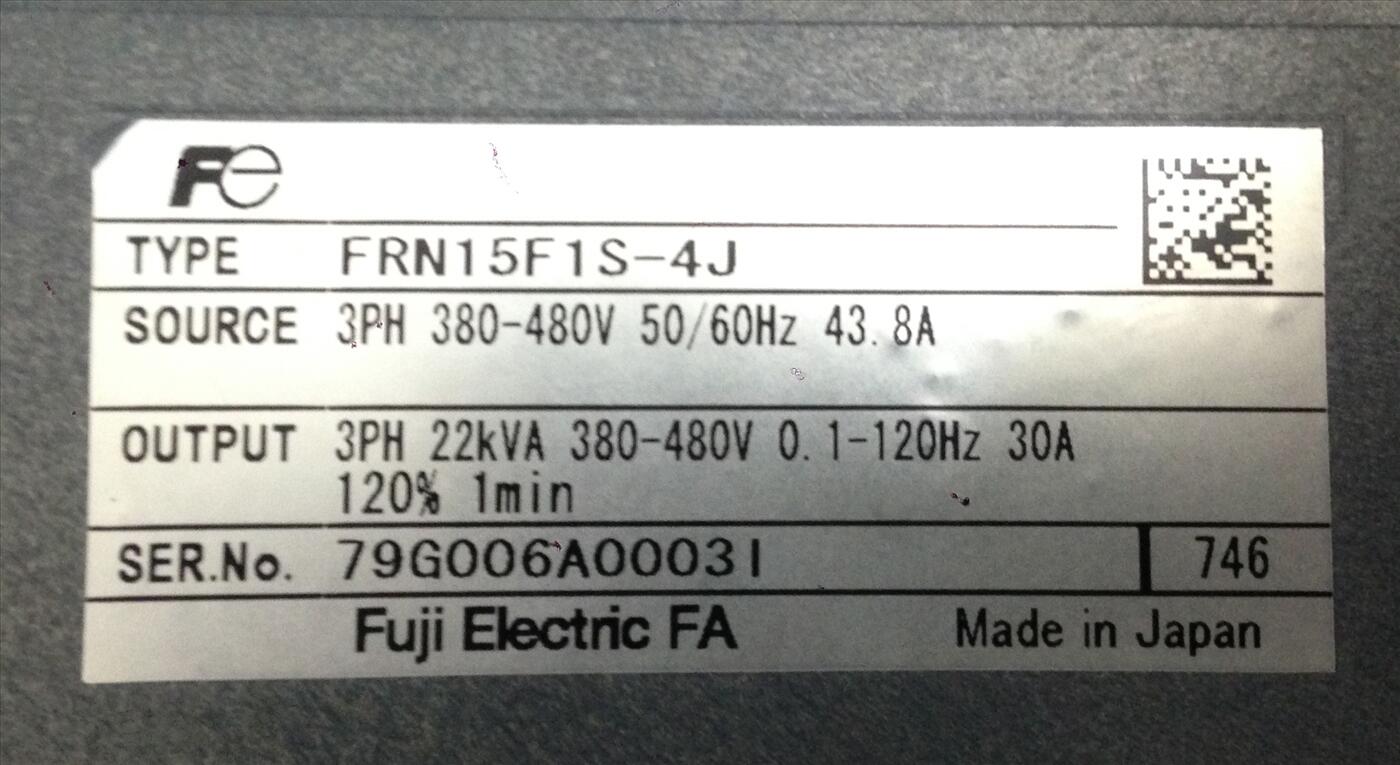 Fe
TYPE FRN15F1S-4J
SOURCE 3PH 380-480V 50/60Hz 43.8A
OUTPUT 3PH 22kVA 380-480V 0.1-120Hz 30A
120% 1min
SER.No. 79G006A0003I 746
Fuji Electric FA Made in Japan